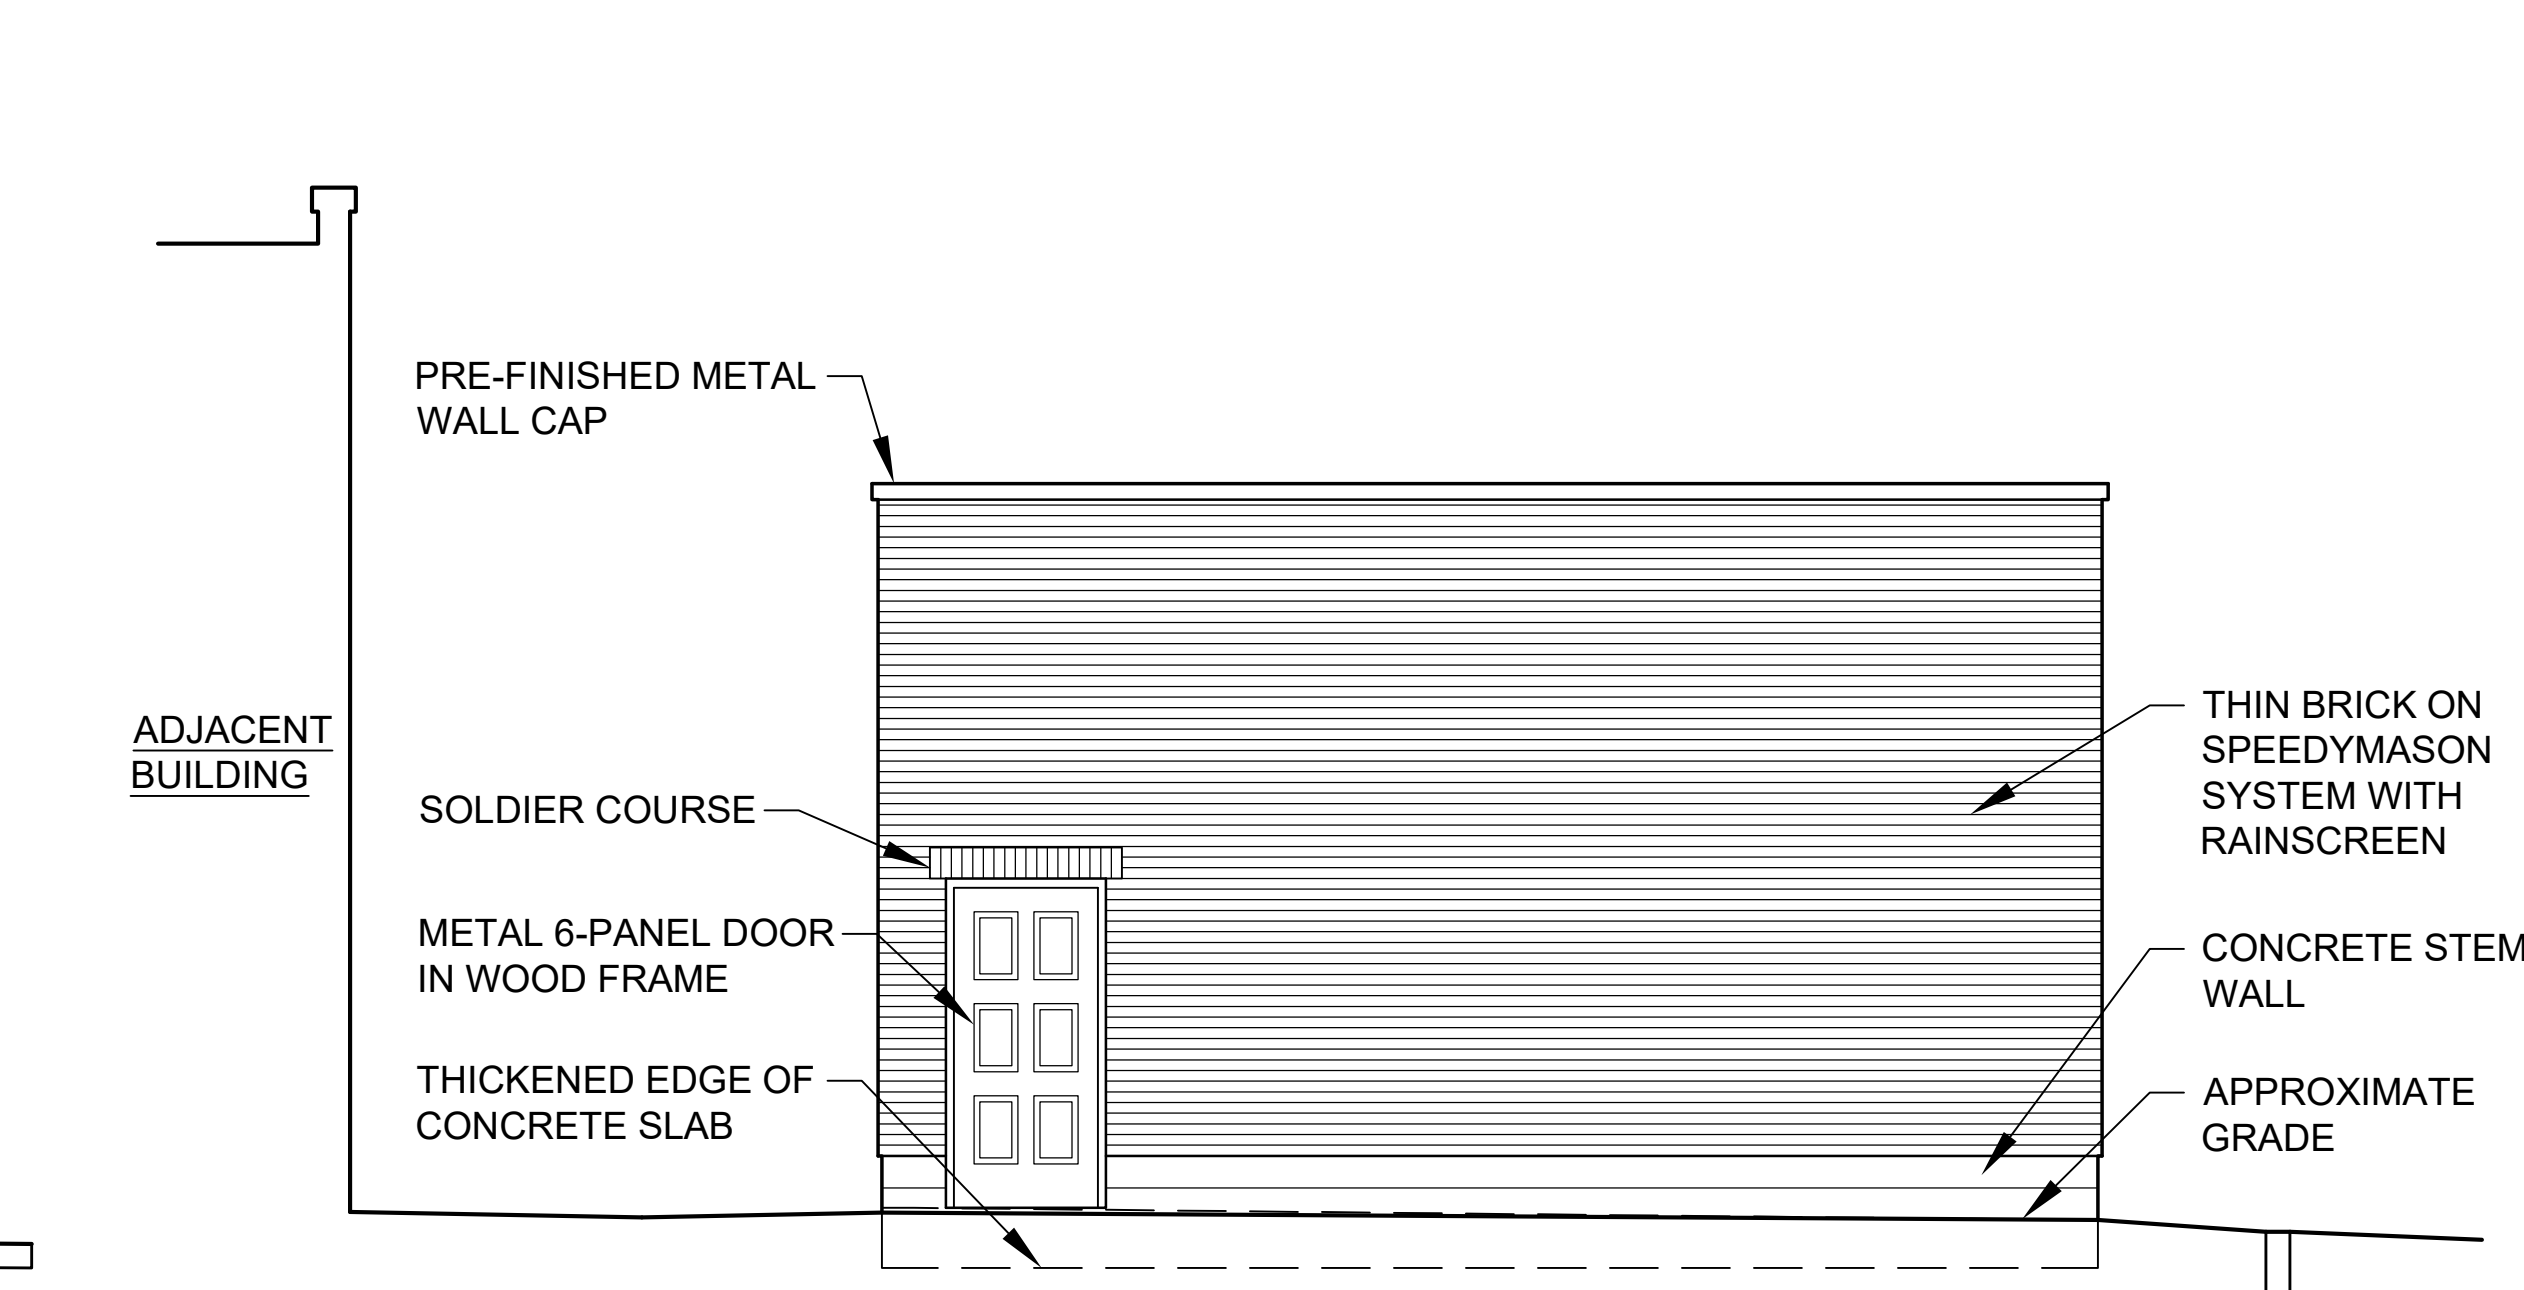 PRE-FINISHED METAL
WALL CAP
ADJACENT
BUILDING
SOLDIER COURSE
METAL 6-PANEL DOOR
IN WOOD FRAME
THICKENED EDGE OF
CONCRETE SLAB
THIN BRICK ON
SPEEDYMASON
SYSTEM WITH
RAINSCREEN
CONCRETE STEM
WALL
APPROXIMATE
GRADE